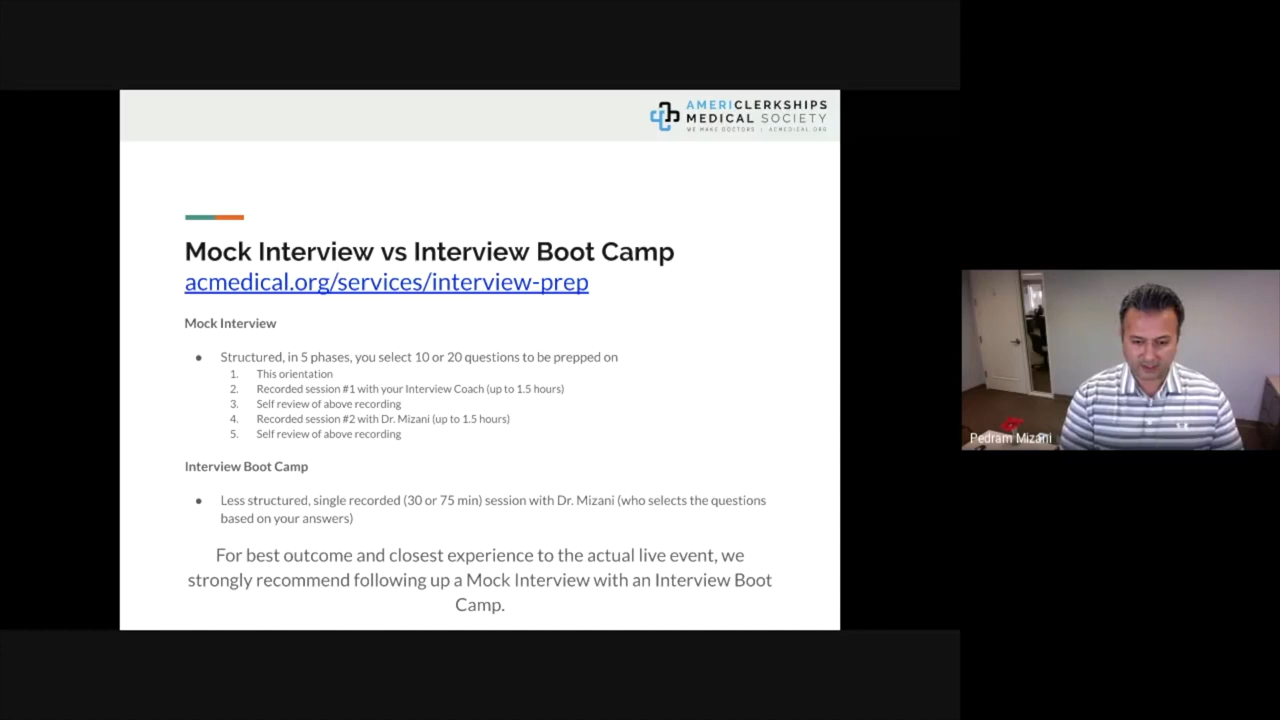 AMERICLERKSHIPS
MEDICAL SOCIETY
WE MAKE DOCTORS | ACMEDICAL.ORG
Mock Interview vs Interview Boot Camp
acmedical.org/services/interview-prep
Mock Interview
● Structured, in 5 phases, you select 10 or 20 questions to be prepped on
1. This orientation
2. Recorded session #1 with your Interview Coach (up to 1.5 hours)
3. Self review of above recording
4. Recorded session #2 with Dr. Mizani (up to 1.5 hours)
5. Self review of above recording
Interview Boot Camp
● Less structured, single recorded (30 or 75 min) session with Dr. Mizani (who selects the questions
based on your answers)
For best outcome and closest experience to the actual live event, we
strongly recommend following up a Mock Interview with an Interview Boot
Camp.
Pedram Mizani